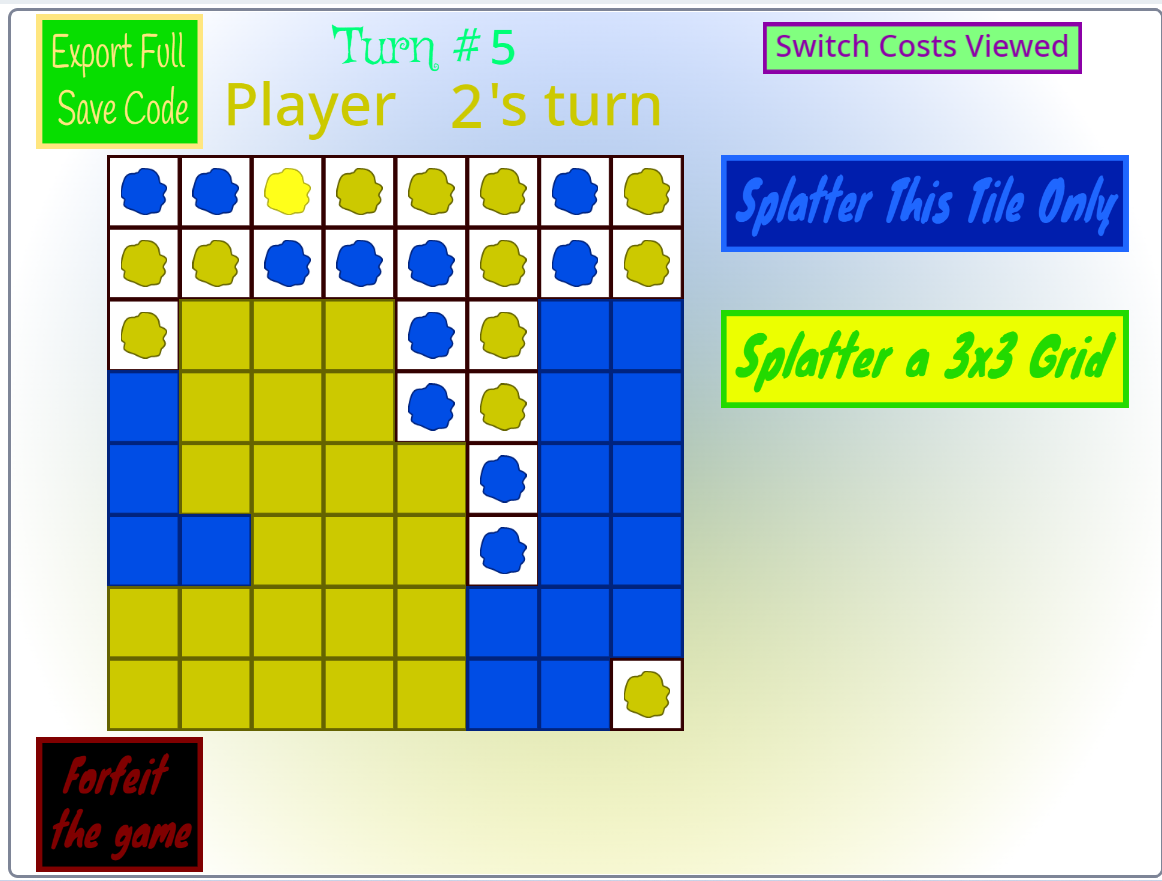 Export Full
Save Code
Turn # 5
Player 2's turn
Switch Costs Viewed
Splatter This Tile Only
Splatter a 3x3 Grid
Forfeit
the game